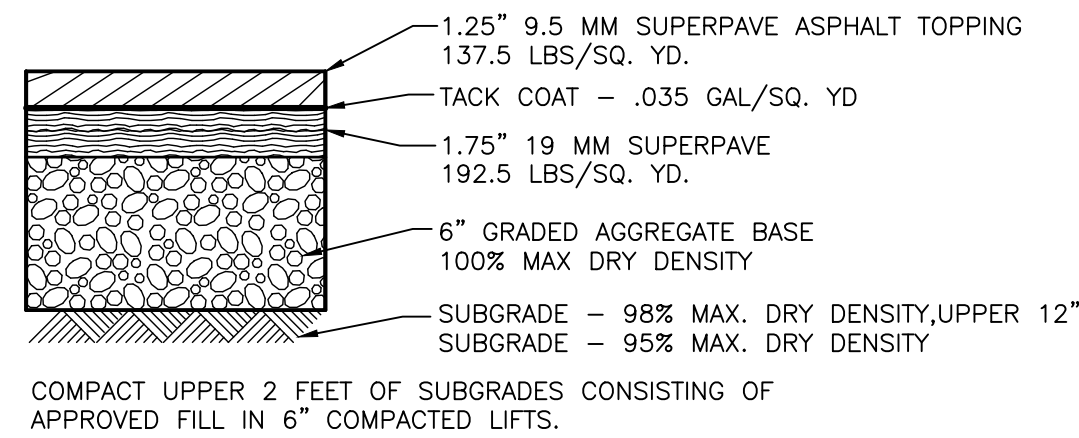 1.25” 9.5 MM SUPERPAVE ASPHALT TOPPING
137.5 LBS/SQ. YD.
TACK COAT – .035 GAL/SQ. YD
1.75” 19 MM SUPERPAVE
192.5 LBS/SQ. YD.
6” GRADED AGGREGATE BASE
100% MAX DRY DENSITY
SUBGRADE – 98% MAX. DRY DENSITY,UPPER 12”
SUBGRADE – 95% MAX. DRY DENSITY
COMPACT UPPER 2 FEET OF SUBGRADES CONSISTING OF
APPROVED FILL IN 6” COMPACTED LIFTS.